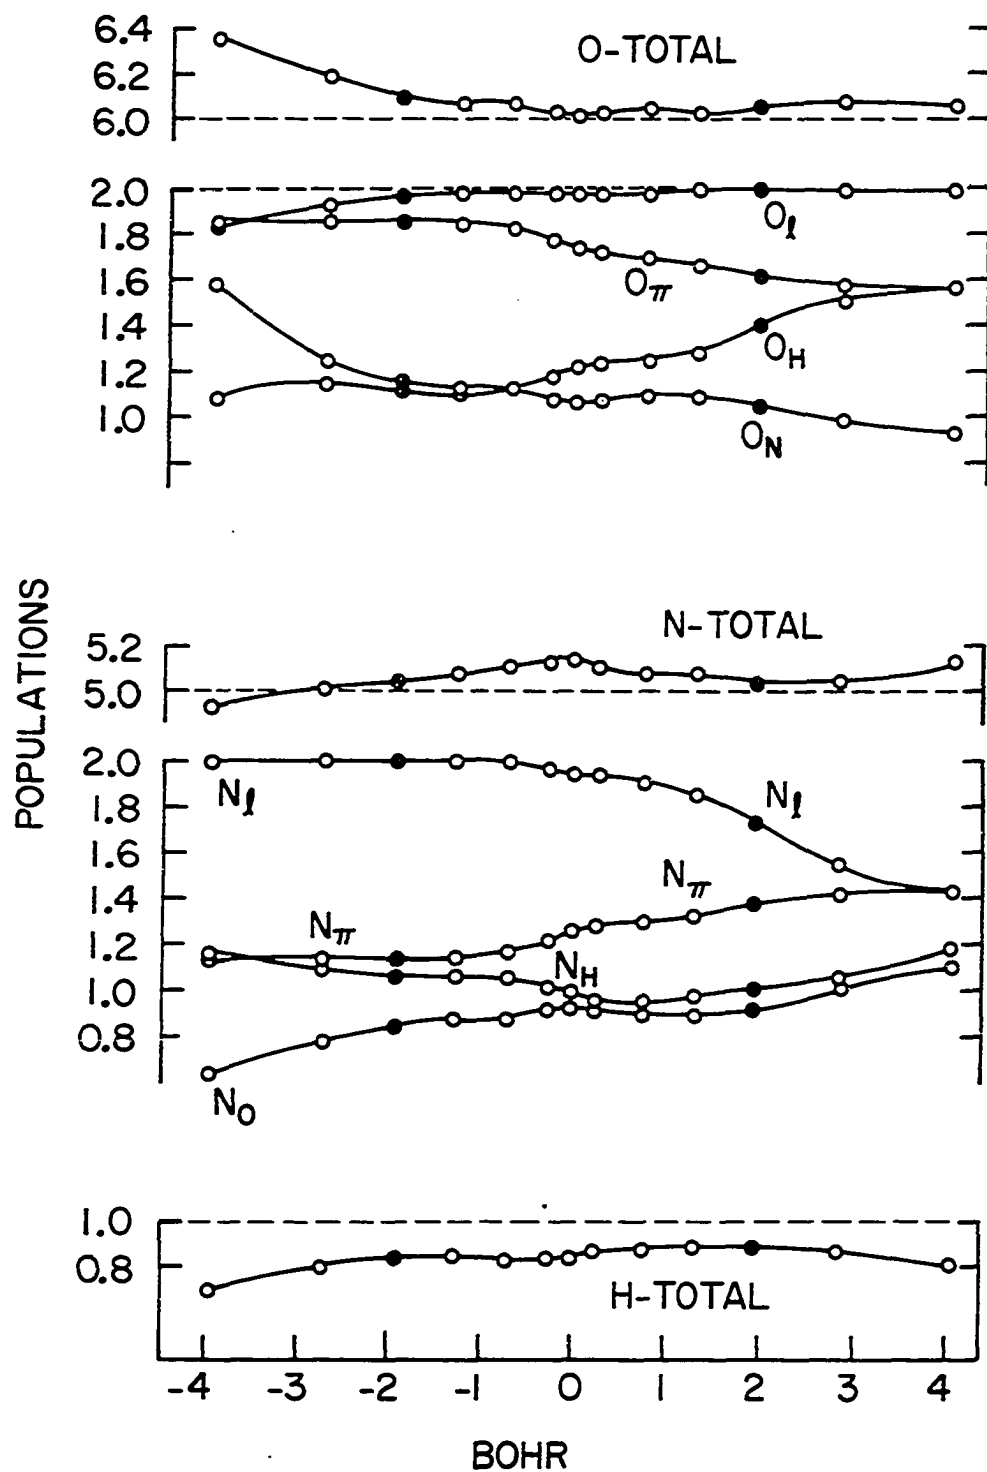 O-TOTAL
6.4
6.2
6.0
2.0
1.8
1.6
1.4
1.2
1.0
Oℓ
Oπ
OH
ON
POPULATIONS
N-TOTAL
5.2
5.0
2.0
1.8
1.6
1.4
1.2
1.0
0.8
Nℓ
Nℓ
Nπ
Nπ
NH
NO
1.0
0.8
H-TOTAL
-4 -3 -2 -1 0 1 2 3 4
BOHR